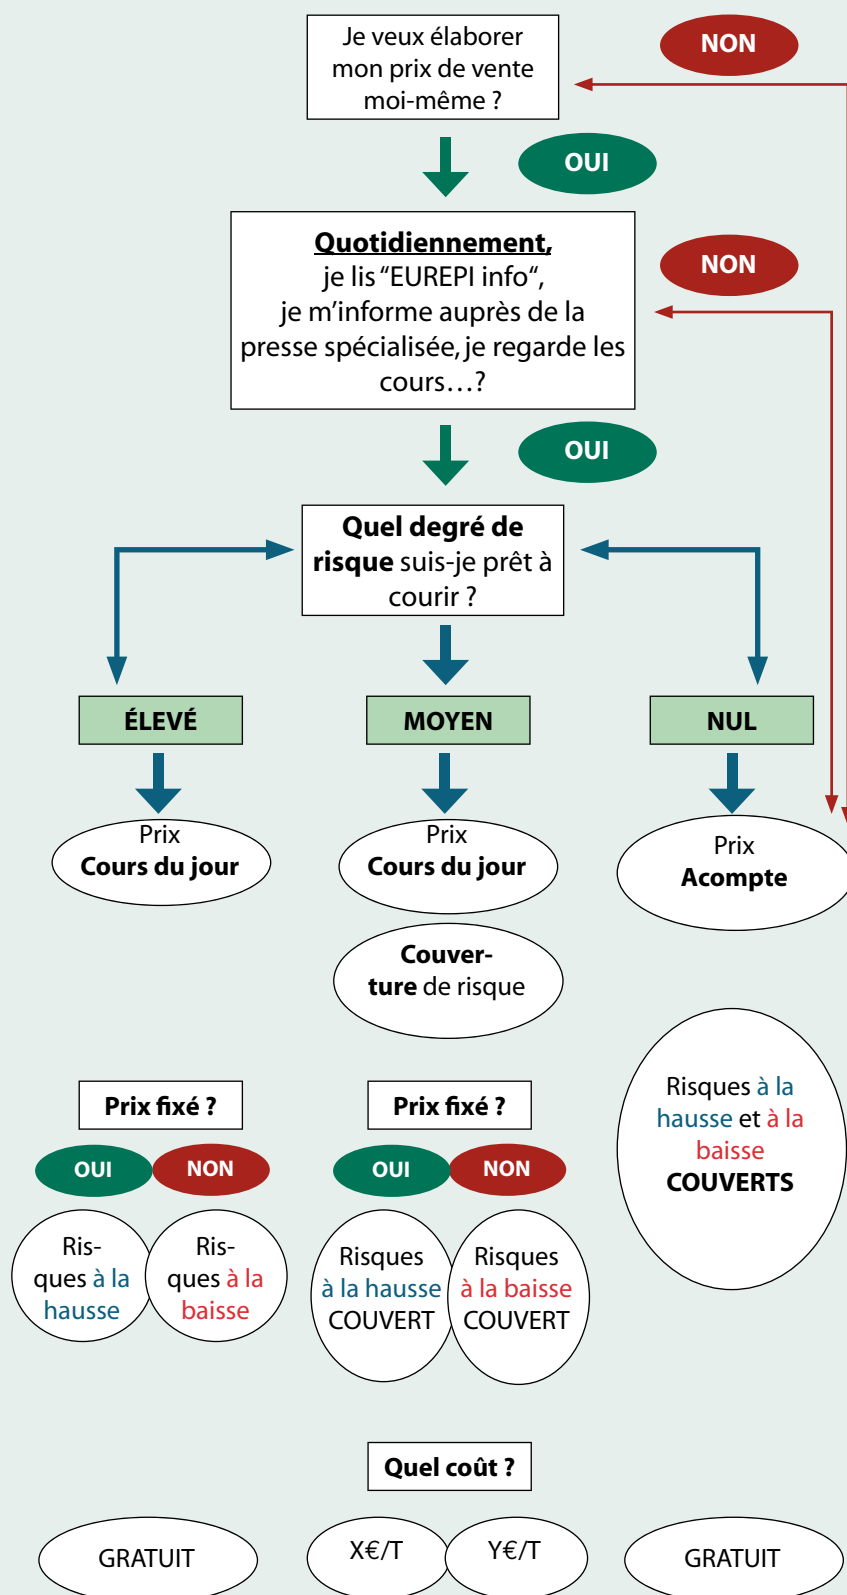 Je veux élaborer
mon prix de vente
moi-même ?
NON
OUI
Quotidiennement,
je lis “EUREPI info“,
je m’informe auprès de la
presse spécialisée, je regarde les
cours…?
NON
OUI
Quel degré de
risque suis-je prêt à
courir ?
ÉLEVÉ
MOYEN
NUL
Prix
Cours du jour
Prix
Cours du jour
Prix
Acompte
Couver-
ture de risque
Risques à la
hausse et à la
baisse
COUVERTS
Prix fixé ?
Prix fixé ?
OUI
NON
OUI
NON
Ris-
ques à la
hausse
Ris-
ques à la
baisse
Risques
à la hausse
COUVERT
Risques
à la baisse
COUVERT
Quel coût ?
GRATUIT
X€/T
Y€/T
GRATUIT